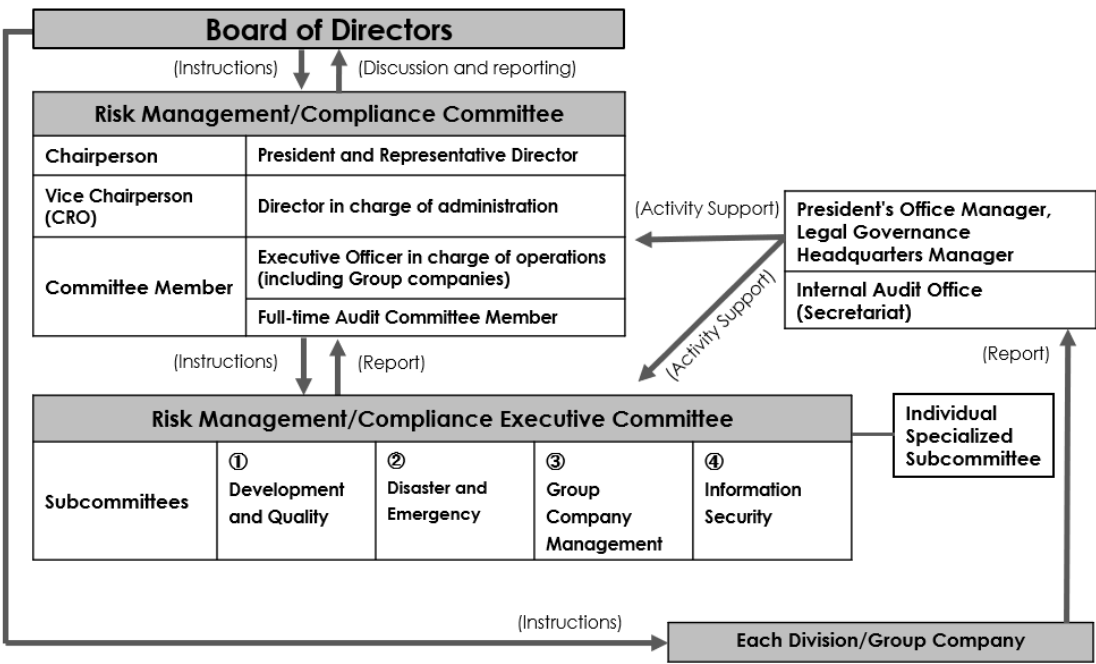 Board of Directors
(Instructions)
(Discussion and reporting)
Risk Management/Compliance Committee
Chairperson
President and Representative Director
Vice Chairperson
(CRO)
Director in charge of administration
Committee Member
Executive Officer in charge of operations
(including Group companies)
Full-time Audit Committee Member
(Activity Support)
President's Office Manager,
Legal Governance
Headquarters Manager
Internal Audit Office
(Secretariat)
(Activity Support)
(Instructions)
(Report)
(Report)
Risk Management/Compliance Executive Committee
Subcommittees
①
Development
and Quality
②
Disaster and
Emergency
③
Group
Company
Management
④
Information
Security
Individual
Specialized
Subcommittee
(Instructions)
Each Division/Group Company